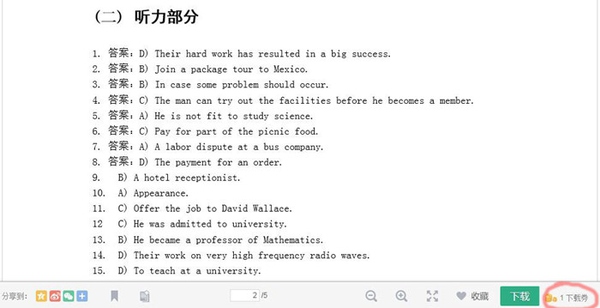 (二) 听力部分
1. 答案：D) Their hard work has resulted in a big success.
2. 答案：B) Join a package tour to Mexico.
3. 答案：B) In case some problem should occur.
4. 答案：C) The man can try out the facilities before he becomes a member.
5. 答案：A) He is not fit to study science.
6. 答案：C) Pay for part of the picnic food.
7. 答案：A) A labor dispute at a bus company.
8. 答案：D) The payment for an order.
9. B) A hotel receptionist.
10. A) Appearance.
11. C) Offer the job to David Wallace.
12 C) He was admitted to university.
13. B) He became a professor of Mathematics.
14. D) Their work on very high frequency radio waves.
15. D) To teach at a university.
分享到: 2 /5 收藏 下载 1下载券